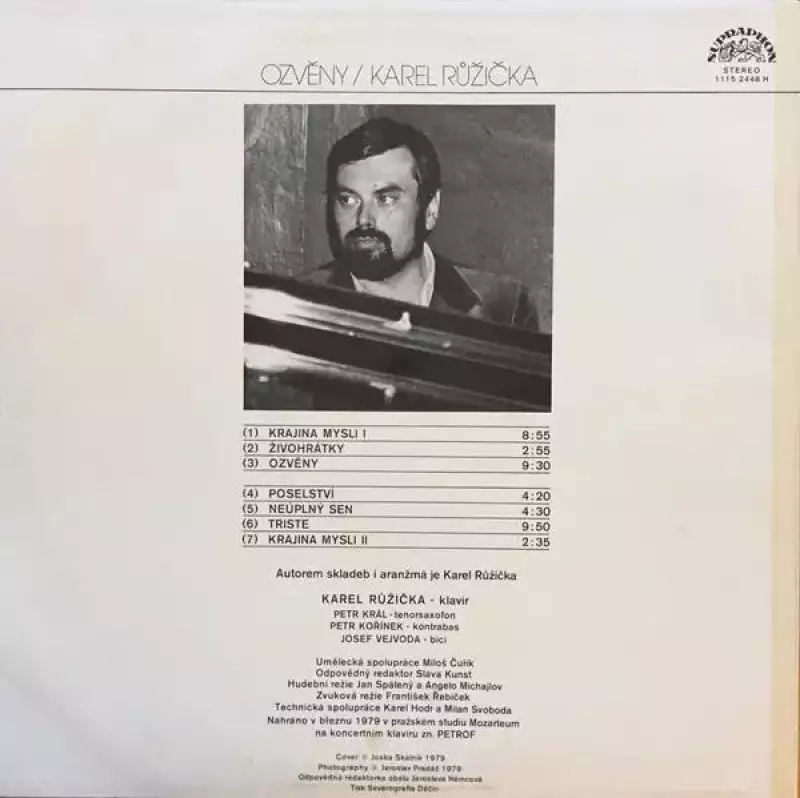 SUPRAPHON
STEREO
1115 2448 H
OZVĚNY / KAREL RŮŽIČKA
(1) KRAJINA MYSLI I 8:55
(2) ŽIVOHRÁTKY 2:55
(3) OZVĚNY 9:30
(4) POSELSTVÍ 4:20
(5) NEÚPLNÝ SEN 4:30
(6) TRISTE 9:50
(7) KRAJINA MYSLI II 2:35
Autorem skladeb i aranžmá je Karel Růžička
KAREL RŮŽIČKA - klavír
PETR KRÁL - tenorsaxofon
PETR KOŘÍNEK - kontrabas
JOSEF VEJVODA - bicí
Umělecká spolupráce Miloš Čuřík
Odpovědný redaktor Sláva Kunst
Hudební režie Jan Spálený a Angelo Michajlov
Zvuková režie František Řebíček
Technická spolupráce Karel Hodr a Milan Svoboda
Nahráno v březnu 1979 v pražském studiu Mozarteum
na koncertním klavíru zn. PETROF
Cover © Joska Skalník 1979
Photography © Jaroslav Pradáč 1979
Odpovědná redaktorka obalu Jaroslava Němcová
Tisk Severografia Děčín